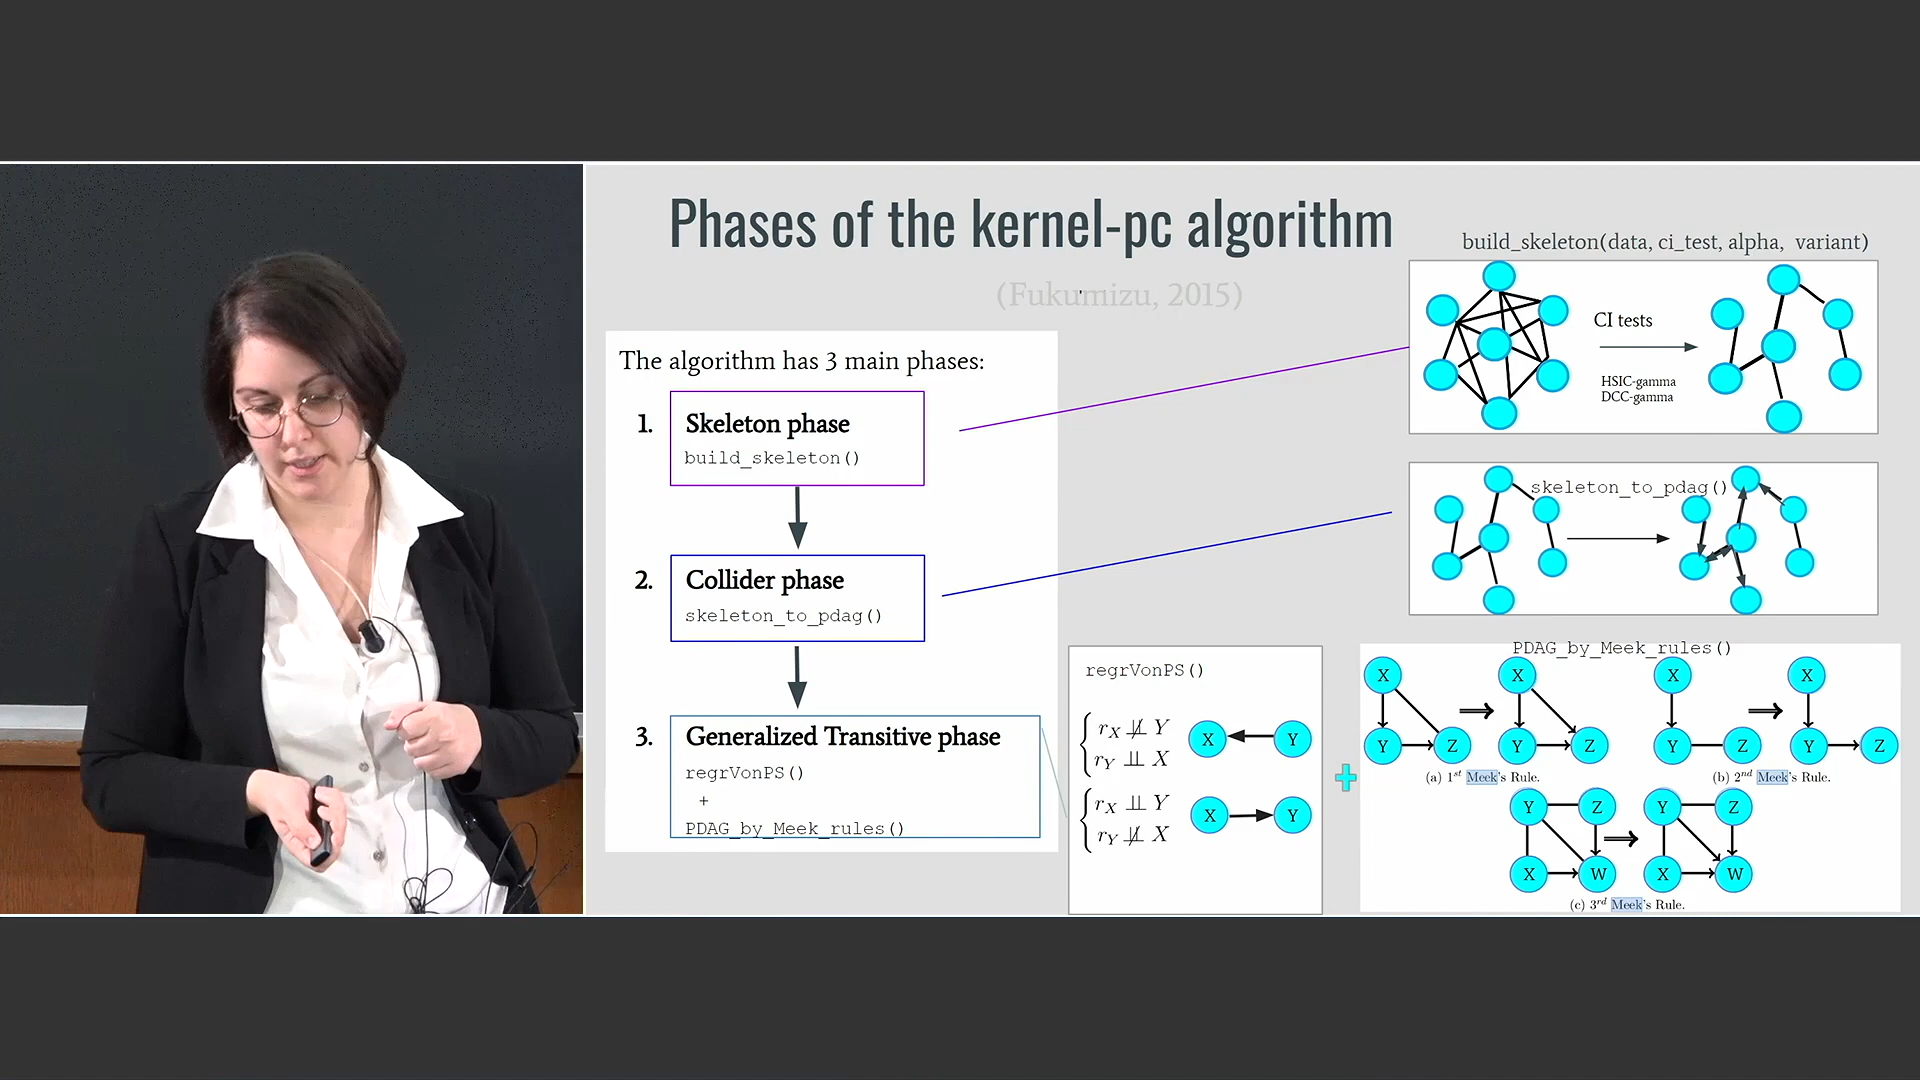 Phases of the kernel-pc algorithm
(Fukumizu, 2015)
The algorithm has 3 main phases:
1. Skeleton phase
build_skeleton()
2. Collider phase
skeleton_to_pdag()
3. Generalized Transitive phase
regrVonPS()
+
PDAG_by_Meek_rules()
build_skeleton(data, ci_test, alpha, variant)
CI tests
HSIC-gamma
DCC-gamma
skeleton_to_pdag()
regrVonPS()
r_X ⫫̸ Y
r_Y ⫫ X
X Y
r_X ⫫ Y
r_Y ⫫̸ X
X Y
PDAG_by_Meek_rules()
X X X X
Y Z Y Z Y Z Y Z
(a) 1st Meek's Rule. (b) 2nd Meek's Rule.
Y Z Y Z
X W X W
(c) 3rd Meek's Rule.